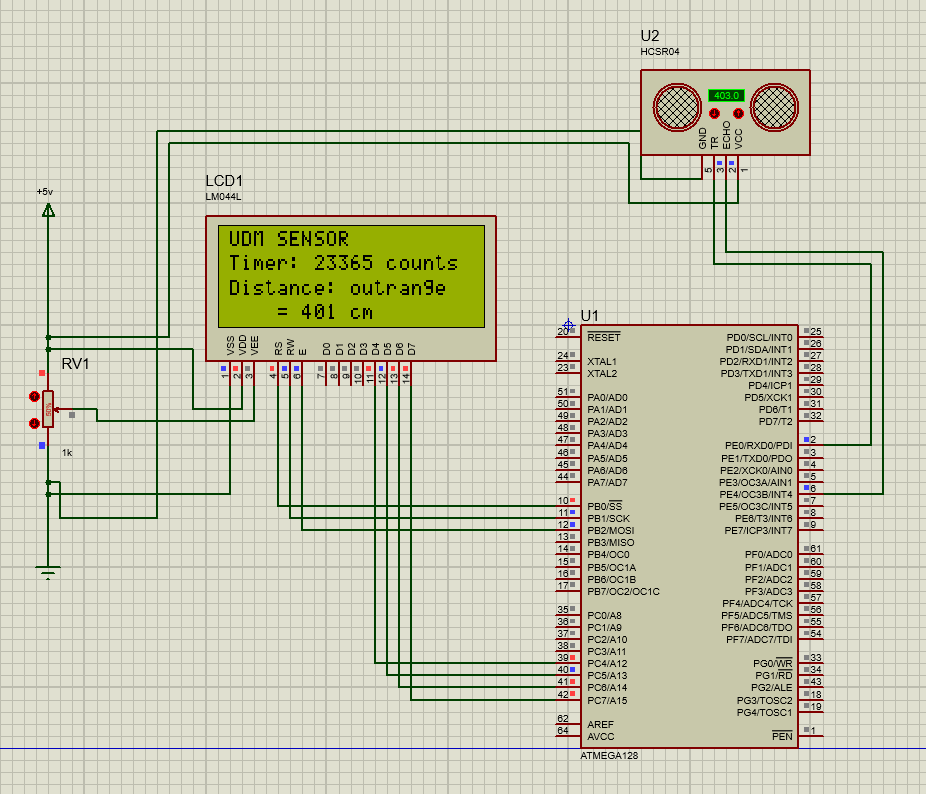 U2
HCSR04
403.0
GND
TR
ECHO
VCC
5
3
2
1
+5v
LCD1
LM044L
UDM SENSOR
Timer: 23365 counts
Distance: outrange
= 401 cm
VSS
VDD
VEE
RS
RW
E
D0
D1
D2
D3
D4
D5
D6
D7
1
2
3
4
5
6
7
8
9
10
11
12
13
14
RV1
50%
1k
U1
20 RESET
24 XTAL1
23 XTAL2
51 PA0/AD0
50 PA1/AD1
49 PA2/AD2
48 PA3/AD3
47 PA4/AD4
46 PA5/AD5
45 PA6/AD6
44 PA7/AD7
10 PB0/SS
11 PB1/SCK
12 PB2/MOSI
13 PB3/MISO
14 PB4/OC0
15 PB5/OC1A
16 PB6/OC1B
17 PB7/OC2/OC1C
35 PC0/A8
36 PC1/A9
37 PC2/A10
38 PC3/A11
39 PC4/A12
40 PC5/A13
41 PC6/A14
42 PC7/A15
62 AREF
64 AVCC
PD0/SCL/INT0 25
PD1/SDA/INT1 26
PD2/RXD1/INT2 27
PD3/TXD1/INT3 28
PD4/ICP1 29
PD5/XCK1 30
PD6/T1 31
PD7/T2 32
PE0/RXD0/PDI 2
PE1/TXD0/PDO 3
PE2/XCK0/AIN0 4
PE3/OC3A/AIN1 5
PE4/OC3B/INT4 6
PE5/OC3C/INT5 7
PE6/T3/INT6 8
PE7/ICP3/INT7 9
PF0/ADC0 61
PF1/ADC1 60
PF2/ADC2 59
PF3/ADC3 58
PF4/ADC4/TCK 57
PF5/ADC5/TMS 56
PF6/ADC6/TDO 55
PF7/ADC7/TDI 54
PG0/WR 33
PG1/RD 34
PG2/ALE 43
PG3/TOSC2 18
PG4/TOSC1 19
PEN 1
ATMEGA128